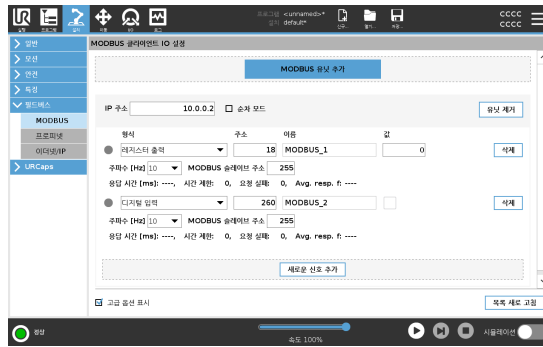 프로그램 <unnamed>*
설치 default*
cccc
cccc
일반
모션
안전
특징
필드버스
MODBUS
프로피넷
이더넷/IP
URCaps
MODBUS 클라이언트 IO 설정
MODBUS 유닛 추가
IP 주소 10.0.0.2 순차 모드 유닛 제거
형식 주소 이름 값
레지스터 출력 18 MODBUS_1 0 삭제
주파수 [Hz] 10 MODBUS 슬레이브 주소 255
응답 시간 [ms]: ----, 시간 제한: 0, 요청 실패: 0, Avg. resp. f: ----
디지털 입력 260 MODBUS_2 삭제
주파수 [Hz] 10 MODBUS 슬레이브 주소 255
응답 시간 [ms]: ----, 시간 제한: 0, 요청 실패: 0, Avg. resp. f: ----
새로운 신호 추가
고급 옵션 표시 목록 새로 고침
정상 속도 100% 시뮬레이션